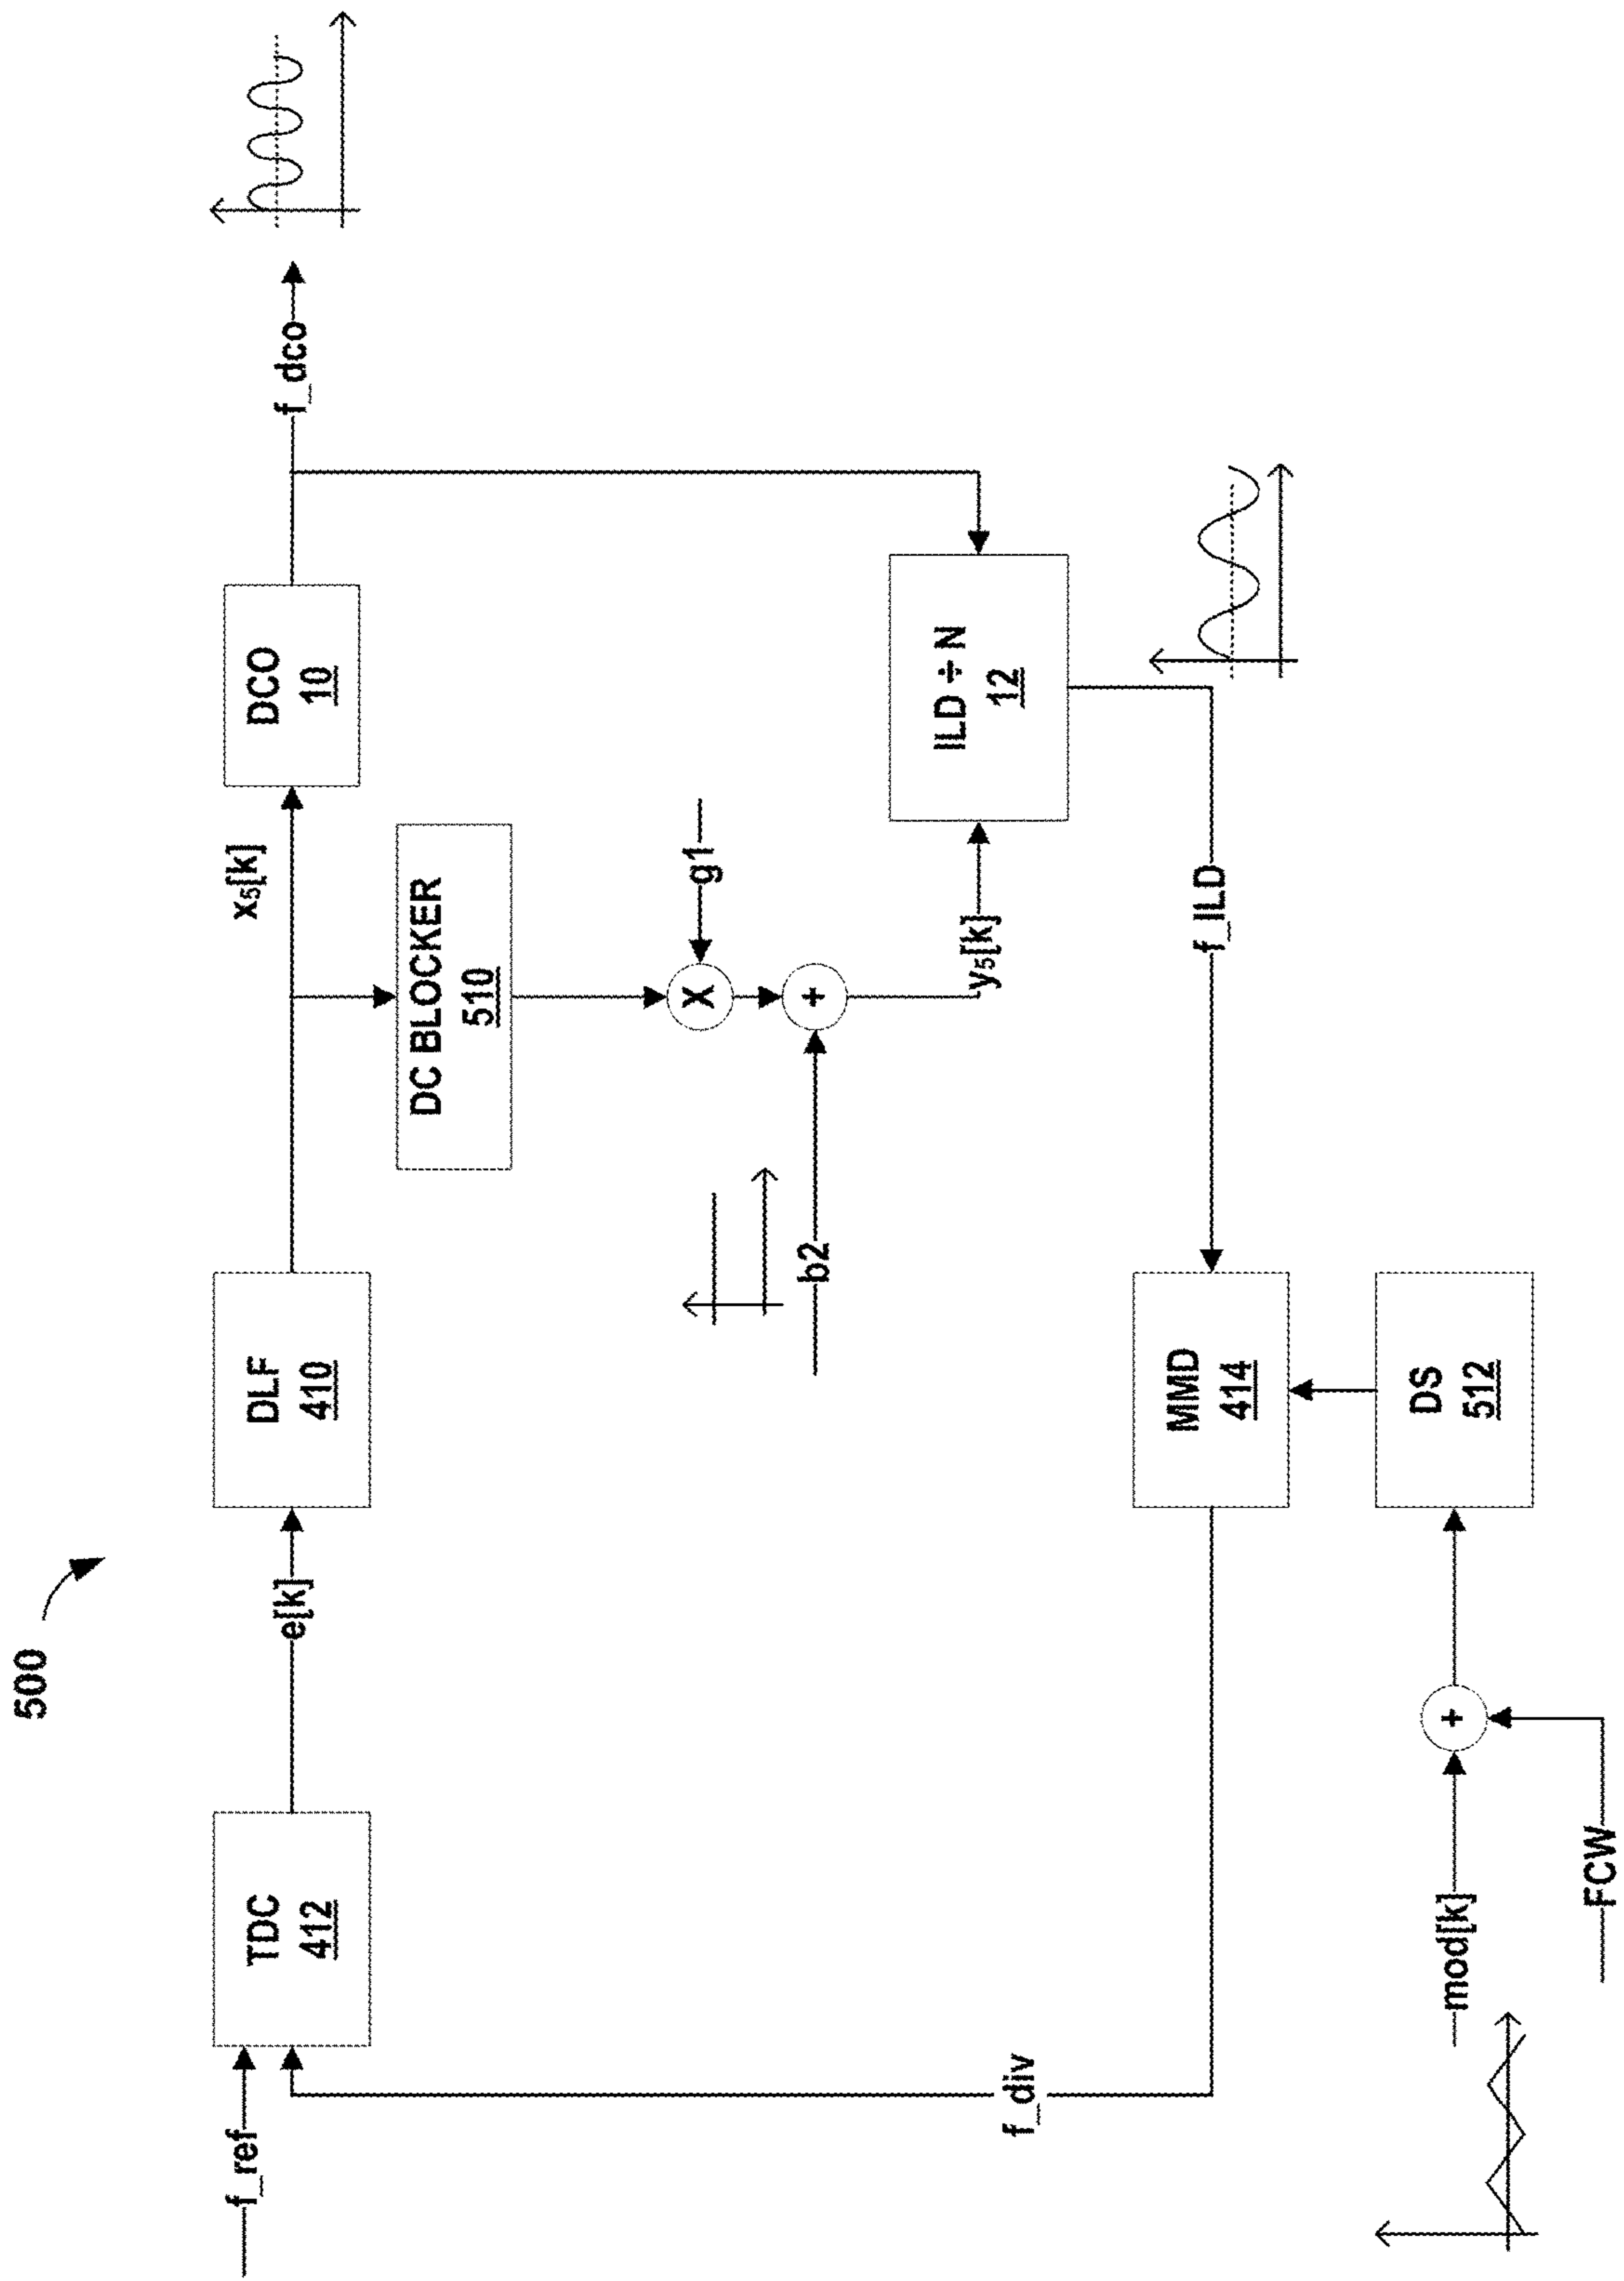 500
f_ref
TDC
412
e[k]
DLF
410
x₅[k]
DCO
10
f_dco
DC BLOCKER
510
X
g1
+
b2
y₅[k]
ILD ÷ N
12
f_ILD
MMD
414
f_div
DS
512
+
mod[k]
FCW